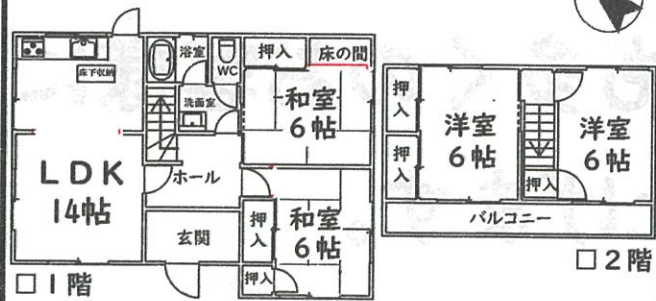 浴室
WC
押入
床の間
床下収納
洗面室
和室
6帖
LDK
14帖
ホール
玄関
押入
和室
6帖
押入
□1階
押入
押入
洋室
6帖
洋室
6帖
押入
バルコニー
□2階